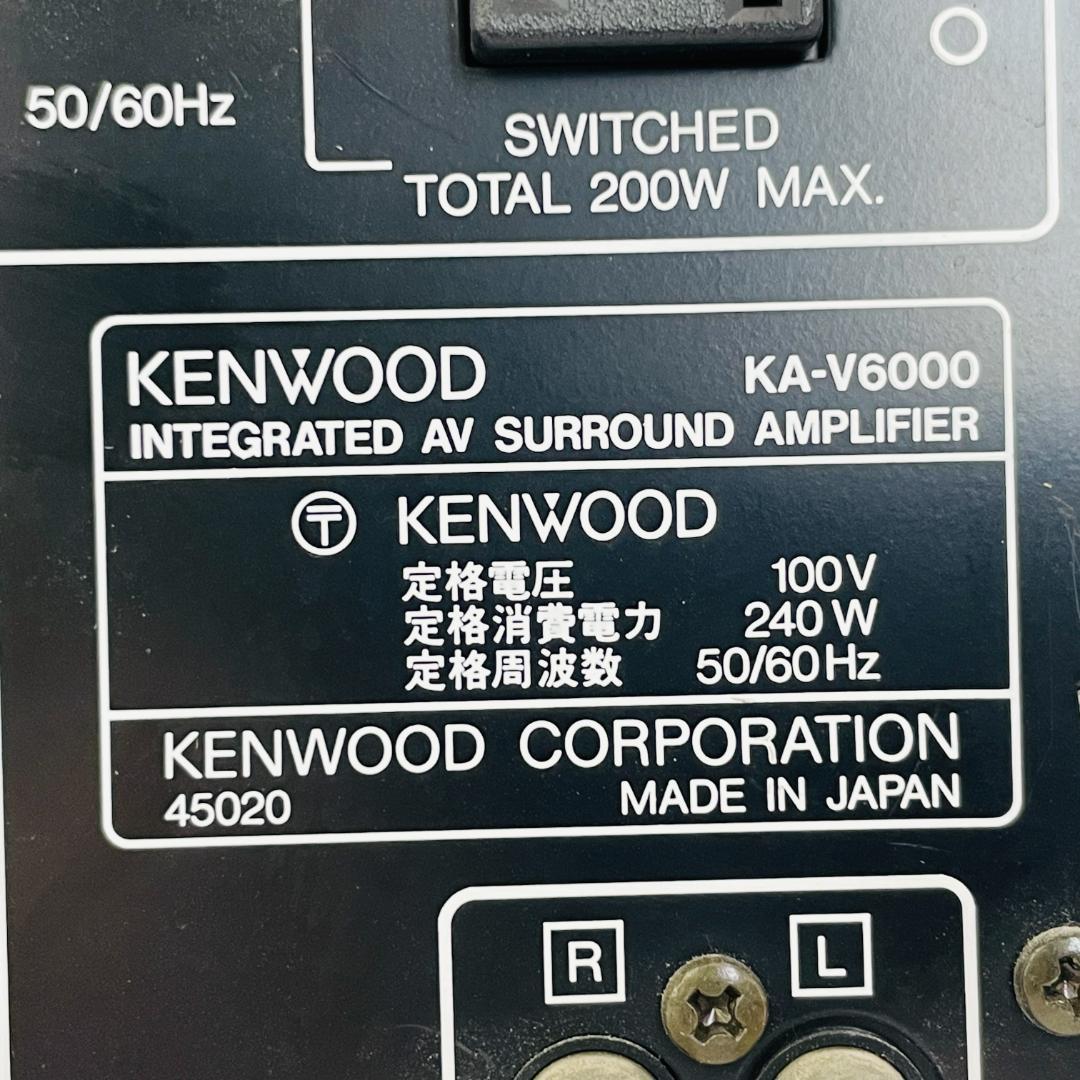 50/60Hz
SWITCHED
TOTAL 200W MAX.
KENWOOD KA-V6000
INTEGRATED AV SURROUND AMPLIFIER
〒 KENWOOD
定格電圧 100V
定格消費電力 240W
定格周波数 50/60Hz
KENWOOD CORPORATION
45020 MADE IN JAPAN
R L